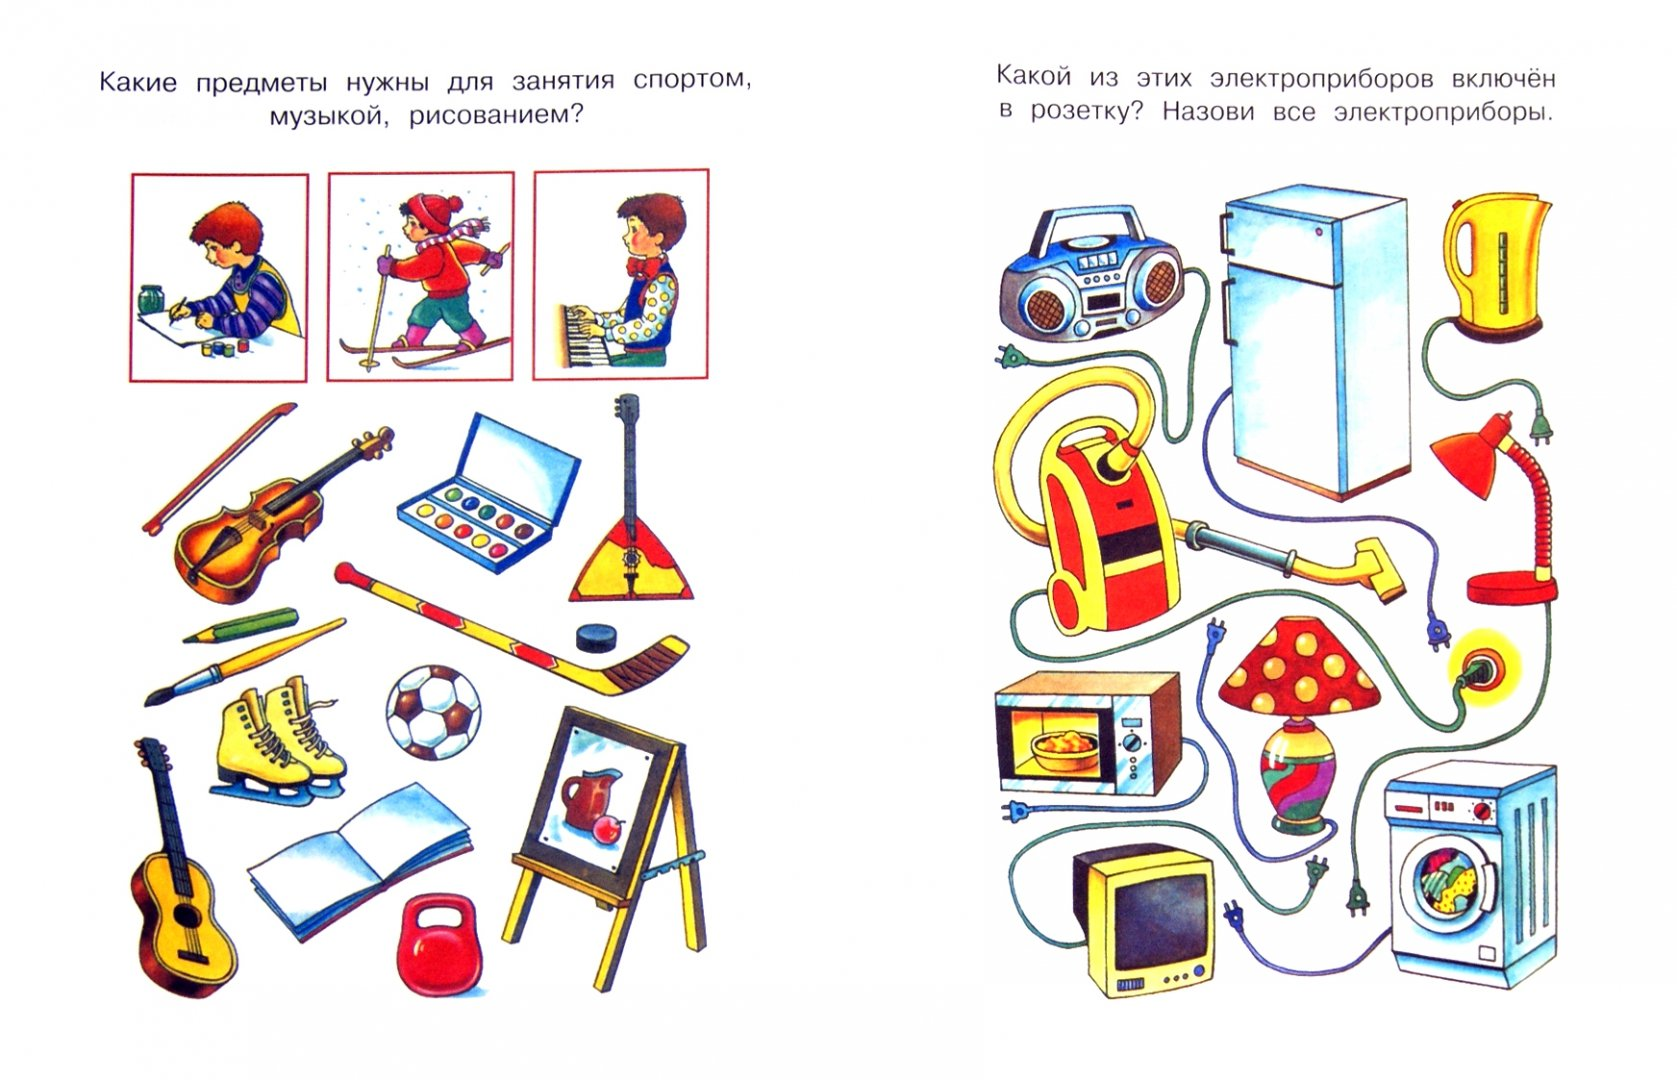 Какие предметы нужны для занятия спортом,
музыкой, рисованием?
Какой из этих электроприборов включён
в розетку? Назови все электроприборы.